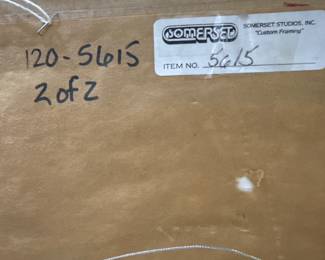 SOMERSET
SOMERSET STUDIOS, INC.
"Custom Framing"
ITEM NO. 5615
120-5615
2 of 2